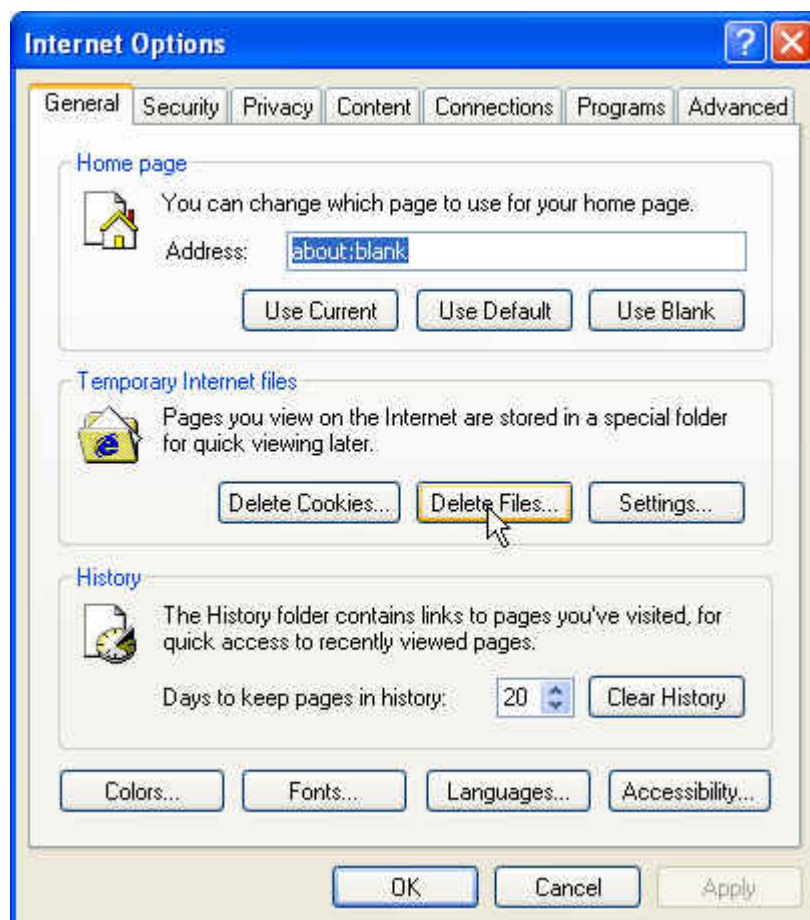 Internet Options
General Security Privacy Content Connections Programs Advanced
Home page
You can change which page to use for your home page.
Address: about:blank
Use Current Use Default Use Blank
Temporary Internet files
Pages you view on the Internet are stored in a special folder
for quick viewing later.
Delete Cookies... Delete Files... Settings...
History
The History folder contains links to pages you've visited, for
quick access to recently viewed pages.
Days to keep pages in history: 20 Clear History
Colors... Fonts... Languages... Accessibility...
OK Cancel Apply